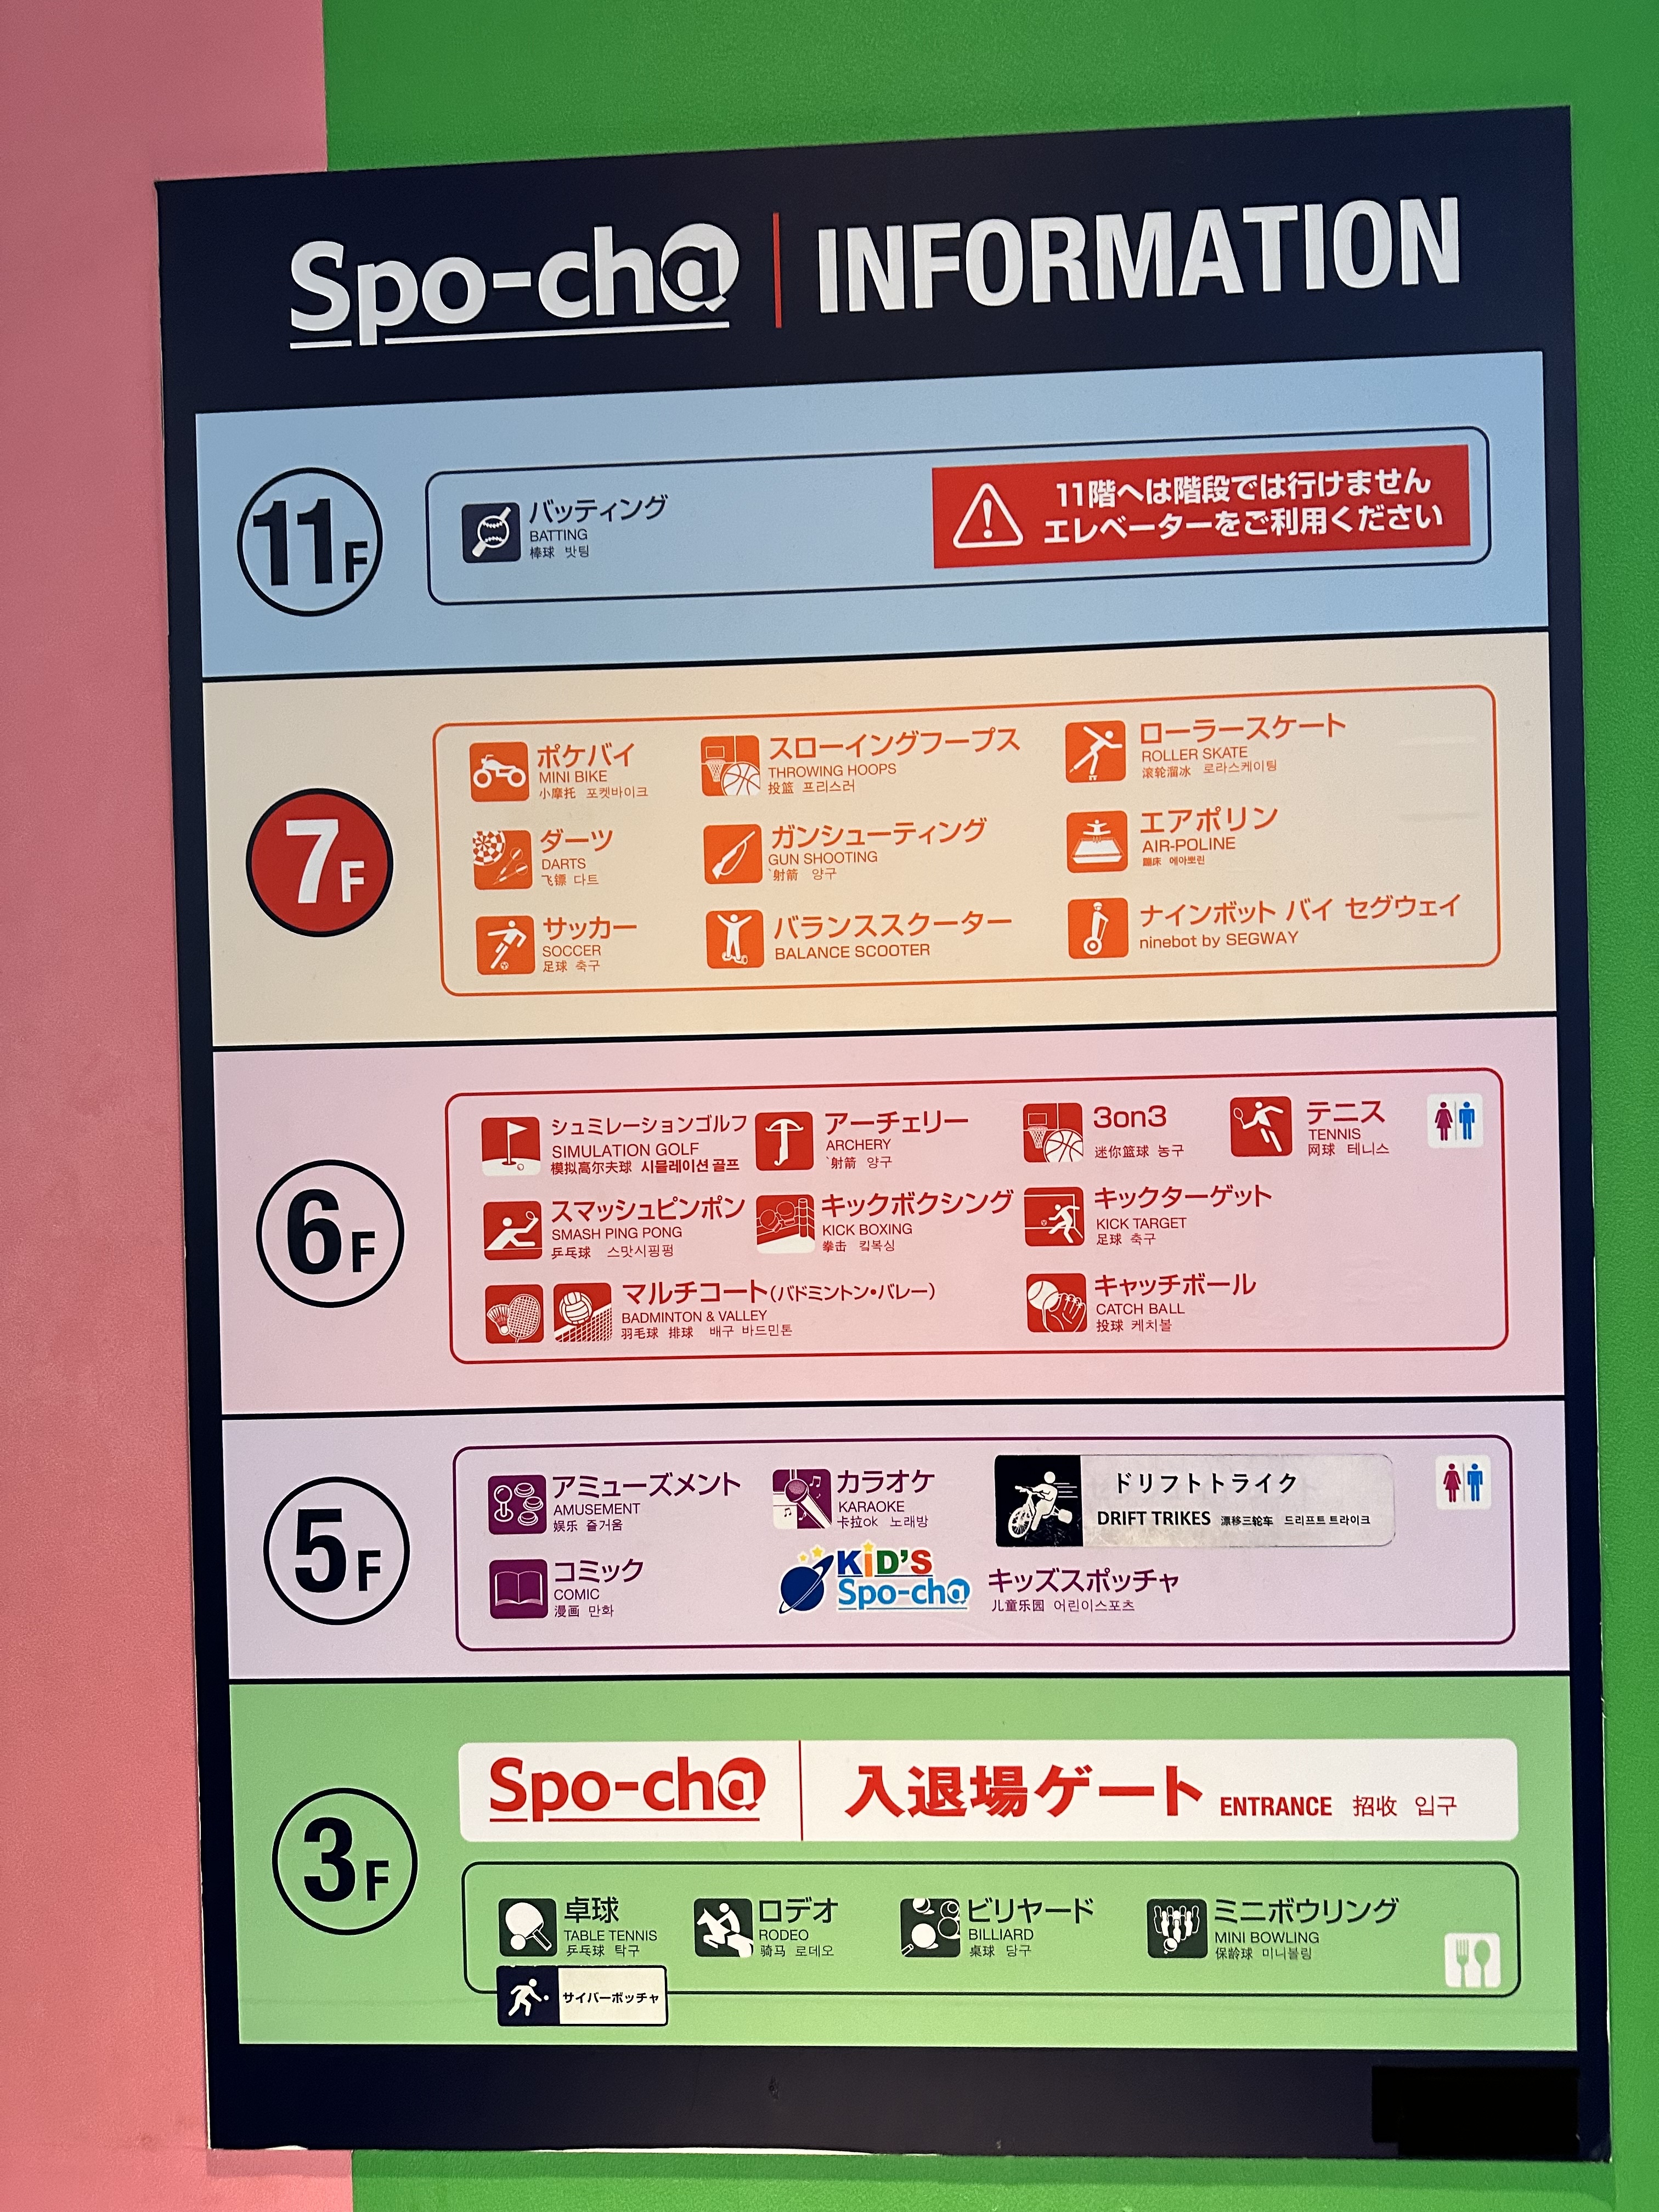 Spo-cha INFORMATION
11F
バッティング
BATTING
棒球 밧팅
11階へは階段では行けません
エレベーターをご利用ください
7F
ポケバイ
MINI BIKE
小摩托 포켓바이크
スローイングフープス
THROWING HOOPS
投篮 프리스러
ローラースケート
ROLLER SKATE
滚轮溜冰 로라스케이팅
ダーツ
DARTS
飞镖 다트
ガンシューティング
GUN SHOOTING
`射箭 양구
エアポリン
AIR-POLINE
蹦床 에아뽀린
サッカー
SOCCER
足球 축구
バランススクーター
BALANCE SCOOTER
ナインボット バイ セグウェイ
ninebot by SEGWAY
6F
シュミレーションゴルフ
SIMULATION GOLF
模拟高尔夫球 시뮬레이션 골프
アーチェリー
ARCHERY
`射箭 양구
3on3
迷你篮球 농구
テニス
TENNIS
网球 테니스
スマッシュピンポン
SMASH PING PONG
乒乓球 스맛시핑펑
キックボクシング
KICK BOXING
拳击 킼복싱
キックターゲット
KICK TARGET
足球 축구
マルチコート(バドミントン・バレー)
BADMINTON & VALLEY
羽毛球 排球 배구 바드민톤
キャッチボール
CATCH BALL
投球 케치볼
5F
アミューズメント
AMUSEMENT
娱乐 즐거움
カラオケ
KARAOKE
卡拉ok 노래방
ドリフトトライク
DRIFT TRIKES 漂移三轮车 드리프트 트라이크
コミック
COMIC
漫画 만화
KiD'S
Spo-cha
キッズスポッチャ
儿童乐园 어린이스포츠
3F
Spo-cha 入退場ゲート ENTRANCE 招收 입구
卓球
TABLE TENNIS
乒乓球 탁구
ロデオ
RODEO
骑马 로데오
ビリヤード
BILLIARD
桌球 당구
ミニボウリング
MINI BOWLING
保龄球 미니볼링
サイバーボッチャ